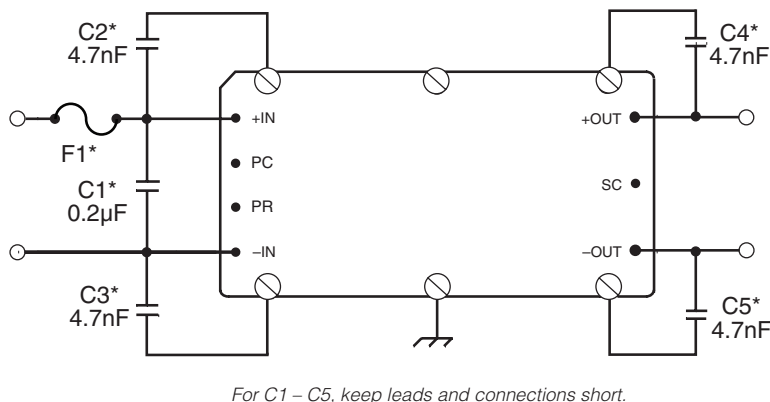 C2*
4.7nF
C4*
4.7nF
+IN
+OUT
F1*
PC
C1*
0.2µF
SC
PR
–IN
–OUT
C3*
4.7nF
C5*
4.7nF
For C1 – C5, keep leads and connections short.